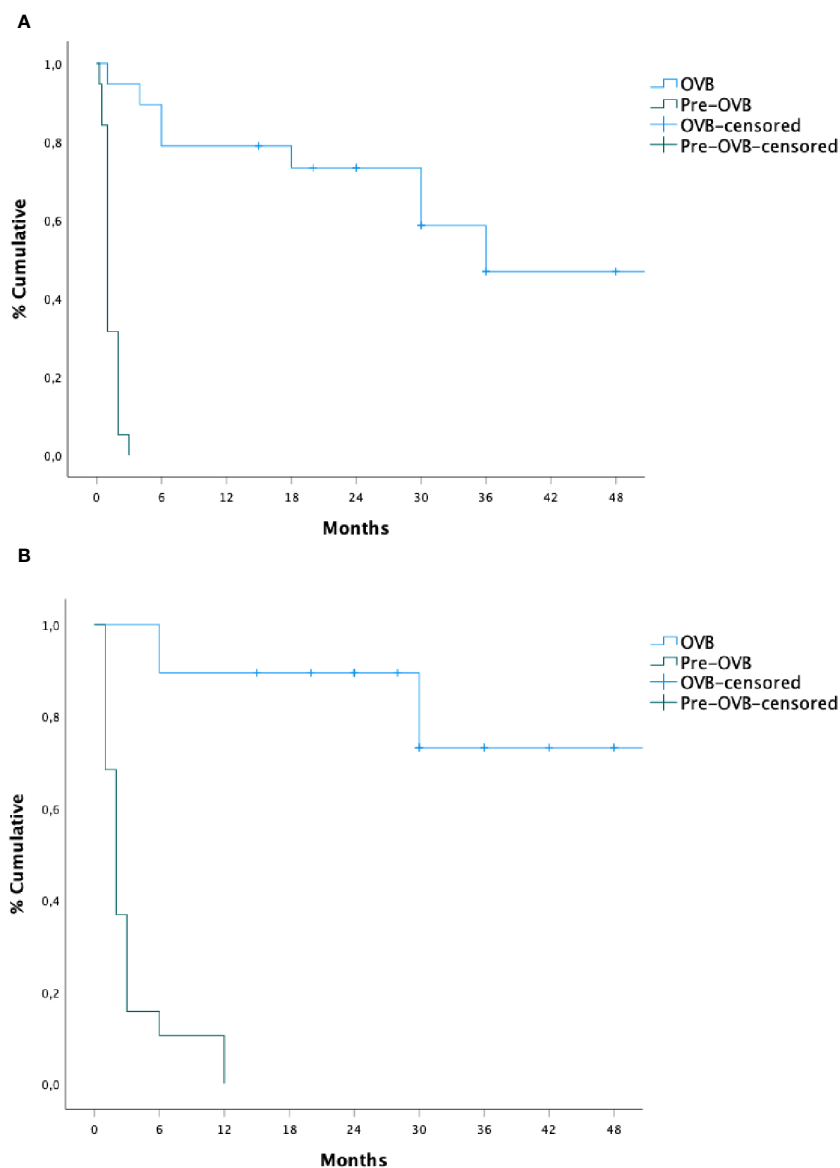 A
1,0
0,8
0,6
0,4
0,2
0,0
% Cumulative
0 6 12 18 24 30 36 42 48
Months
OVB
Pre-OVB
OVB-censored
Pre-OVB-censored
B
1,0
0,8
0,6
0,4
0,2
0,0
% Cumulative
0 6 12 18 24 30 36 42 48
Months
OVB
Pre-OVB
OVB-censored
Pre-OVB-censored